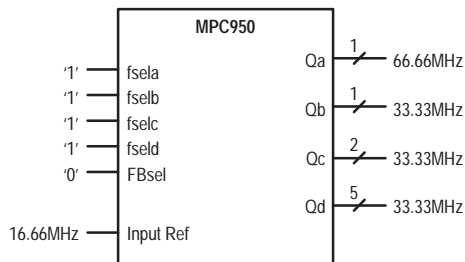 MPC950
‘1’ fsela
‘1’ fselb
‘1’ fselc
‘1’ fseld
‘0’ FBsel
16.66MHz Input Ref
Qa 1 66.66MHz
Qb 1 33.33MHz
Qc 2 33.33MHz
Qd 5 33.33MHz